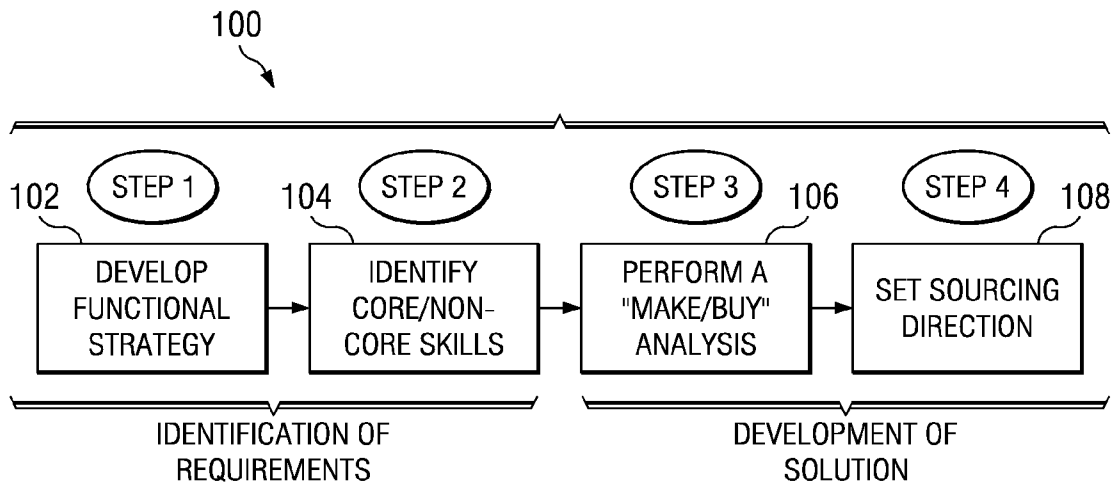 100
STEP 1
STEP 2
STEP 3
STEP 4
102
104
106
108
DEVELOP
FUNCTIONAL
STRATEGY
IDENTIFY
CORE/NON-
CORE SKILLS
PERFORM A
"MAKE/BUY"
ANALYSIS
SET SOURCING
DIRECTION
IDENTIFICATION OF
REQUIREMENTS
DEVELOPMENT OF
SOLUTION